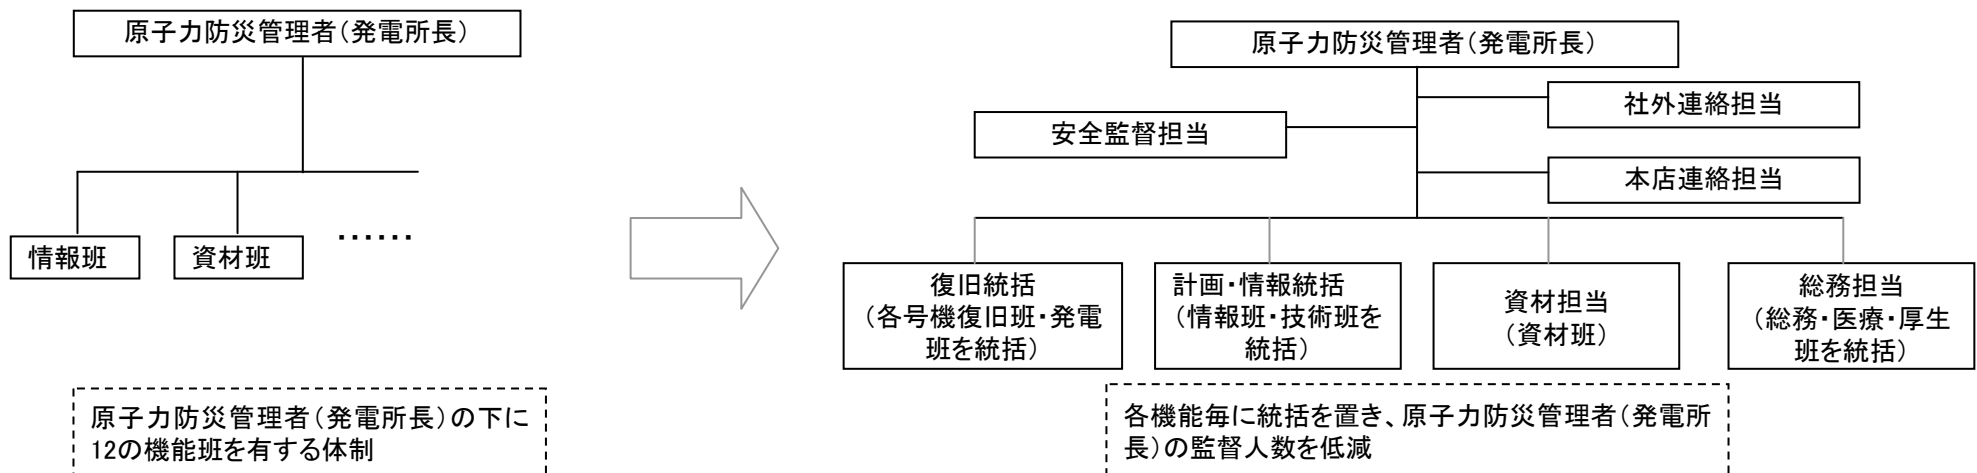 原子力防災管理者（発電所長）
情報班
資材班
……
原子力防災管理者（発電所長）の下に
12の機能班を有する体制
原子力防災管理者（発電所長）
社外連絡担当
安全監督担当
本店連絡担当
復旧統括
（各号機復旧班・発電
班を統括）
計画・情報統括
（情報班・技術班を
統括）
資材担当
（資材班）
総務担当
（総務・医療・厚生
班を統括）
各機能毎に統括を置き、原子力防災管理者（発電所
長）の監督人数を低減